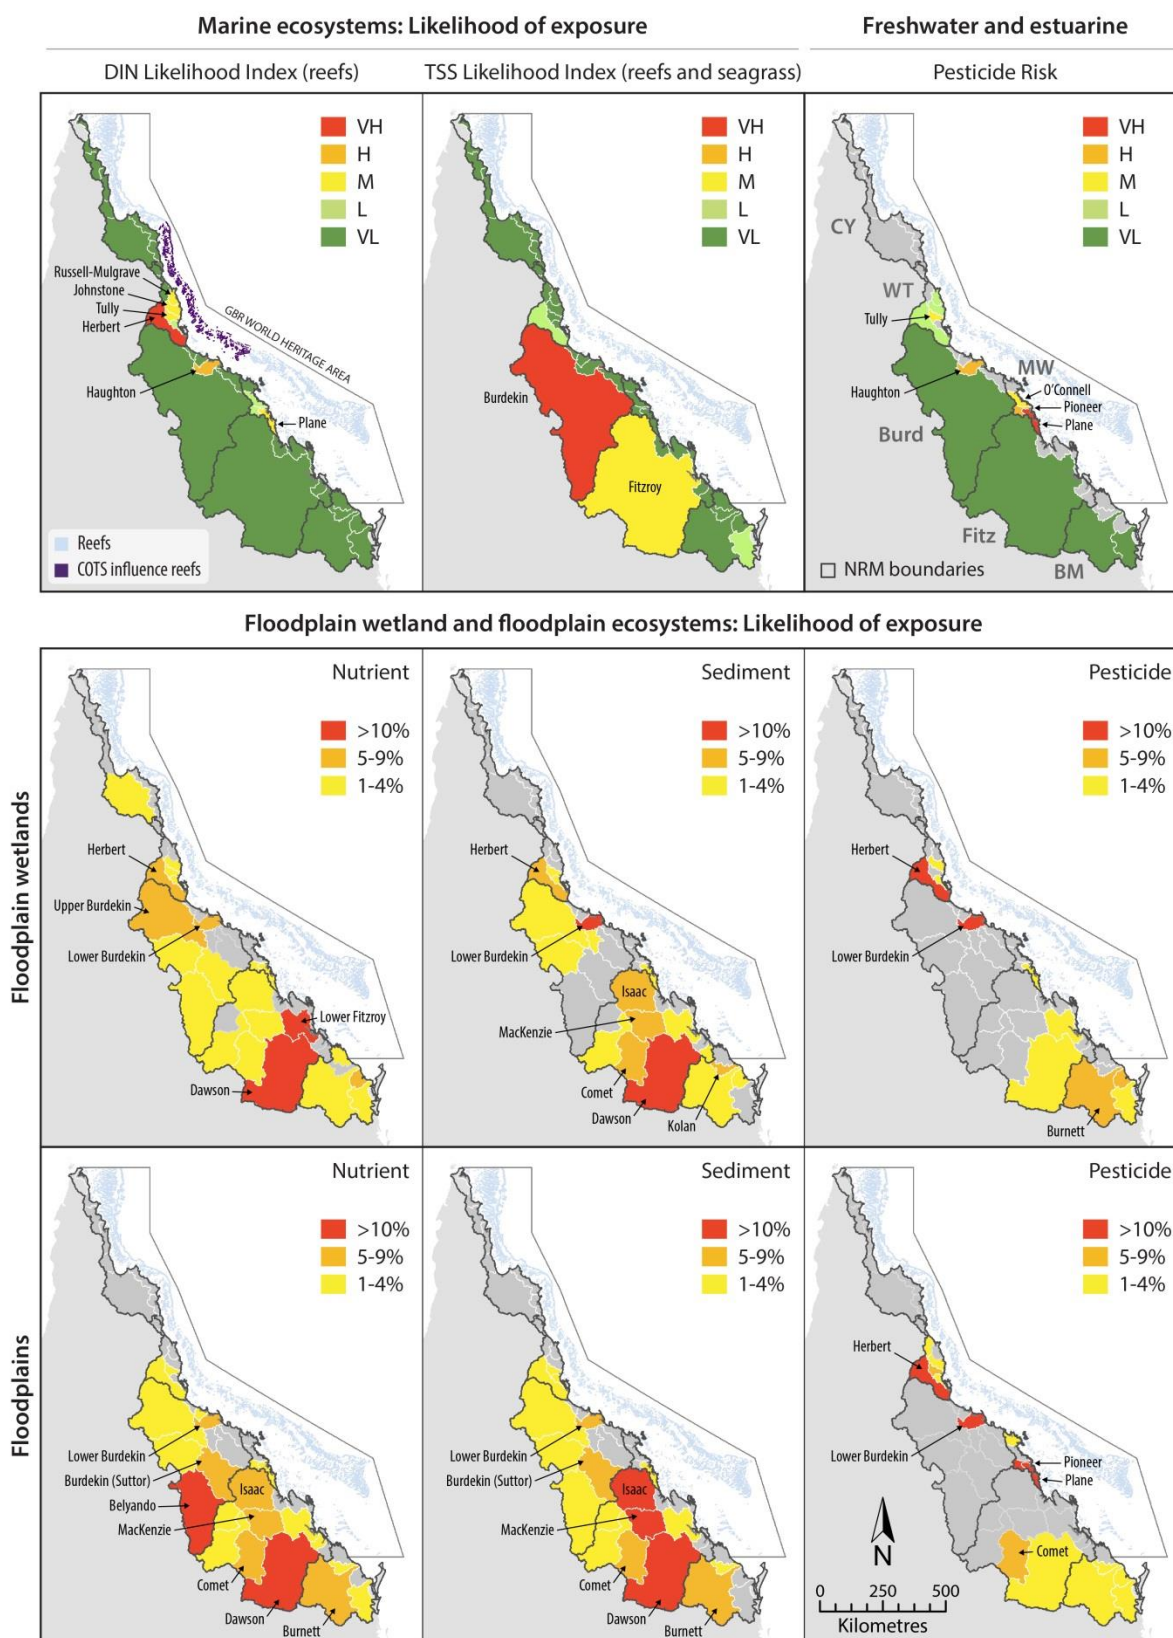 Marine ecosystems: Likelihood of exposure
Freshwater and estuarine
DIN Likelihood Index (reefs)
TSS Likelihood Index (reefs and seagrass)
Pesticide Risk
VH
H
M
L
VL
Russell-Mulgrave
Johnstone
Tully
Herbert
GBR WORLD HERITAGE AREA
Haughton
Plane
Reefs
COTS influence reefs
VH
H
M
L
VL
Burdekin
Fitzroy
VH
H
M
L
VL
CY
WT
Tully
MW
Haughton
O'Connell
Pioneer
Plane
Burd
Fitz
BM
NRM boundaries
Floodplain wetland and floodplain ecosystems: Likelihood of exposure
Floodplain wetlands
Nutrient
>10%
5-9%
1-4%
Herbert
Upper Burdekin
Lower Burdekin
Lower Fitzroy
Dawson
Sediment
>10%
5-9%
1-4%
Herbert
Lower Burdekin
Isaac
MacKenzie
Comet
Dawson
Kolan
Pesticide
>10%
5-9%
1-4%
Herbert
Lower Burdekin
Burnett
Floodplains
Nutrient
>10%
5-9%
1-4%
Lower Burdekin
Burdekin (Suttor)
Belyando
Isaac
MacKenzie
Comet
Dawson
Burnett
Sediment
>10%
5-9%
1-4%
Lower Burdekin
Burdekin (Suttor)
Isaac
MacKenzie
Comet
Dawson
Burnett
Pesticide
>10%
5-9%
1-4%
Herbert
Lower Burdekin
Pioneer
Plane
Comet
N
0 250 500
Kilometres